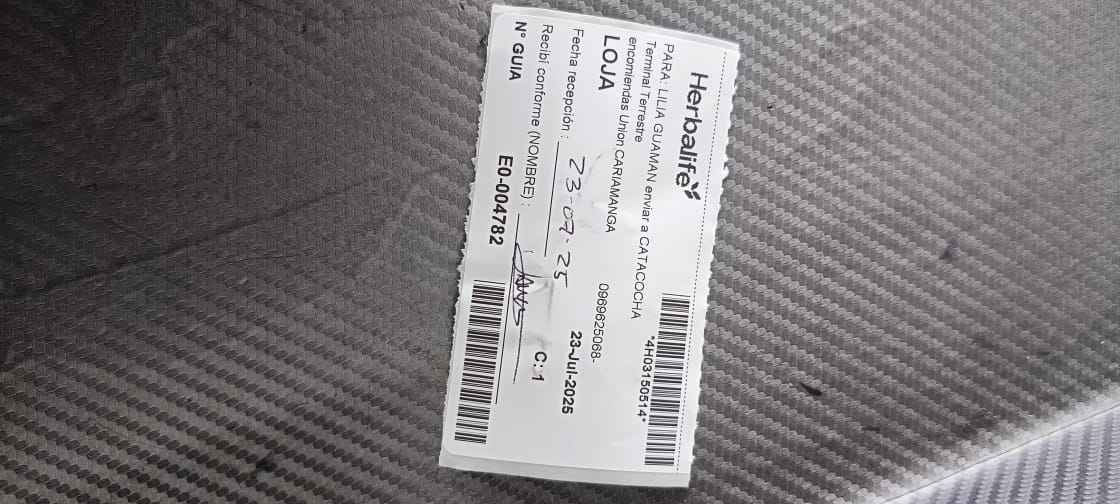 Herbalife
*4H03150514*
PARA: LILIA GUAMAN enviar a CATACOCHA
Terminal Terrestre
encomiendas Union CARIAMANGA
0969625068-
LOJA
23-Jul-2025
Fecha recepción : 23-07-25
Recibí conforme (NOMBRE) :
C: 1
N° GUIA E0-004782